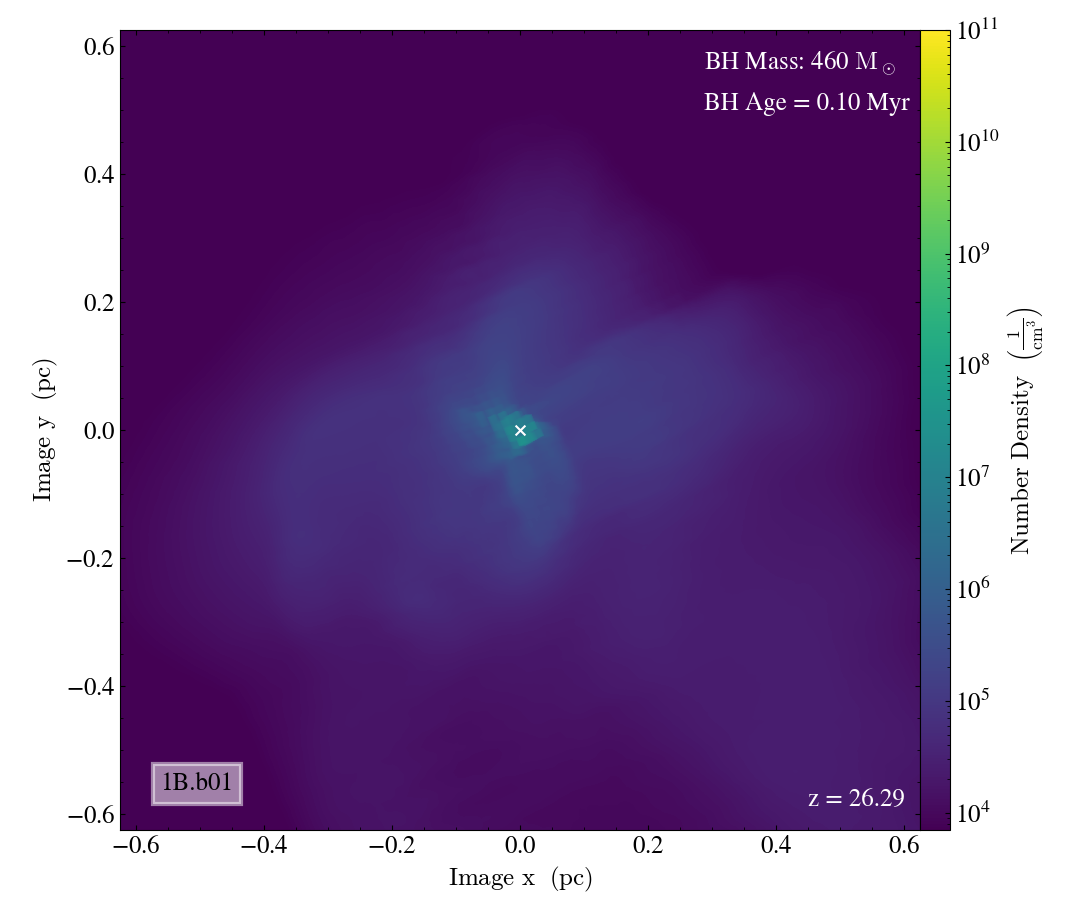 BH Mass: 460 M⊙
BH Age = 0.10 Myr
1B.b01
z = 26.29
0.6
0.4
0.2
0.0
−0.2
−0.4
−0.6
Image y (pc)
−0.6 −0.4 −0.2 0.0 0.2 0.4 0.6
Image x (pc)
10¹¹
10¹⁰
10⁹
10⁸
10⁷
10⁶
10⁵
10⁴
Number Density (1/cm³)